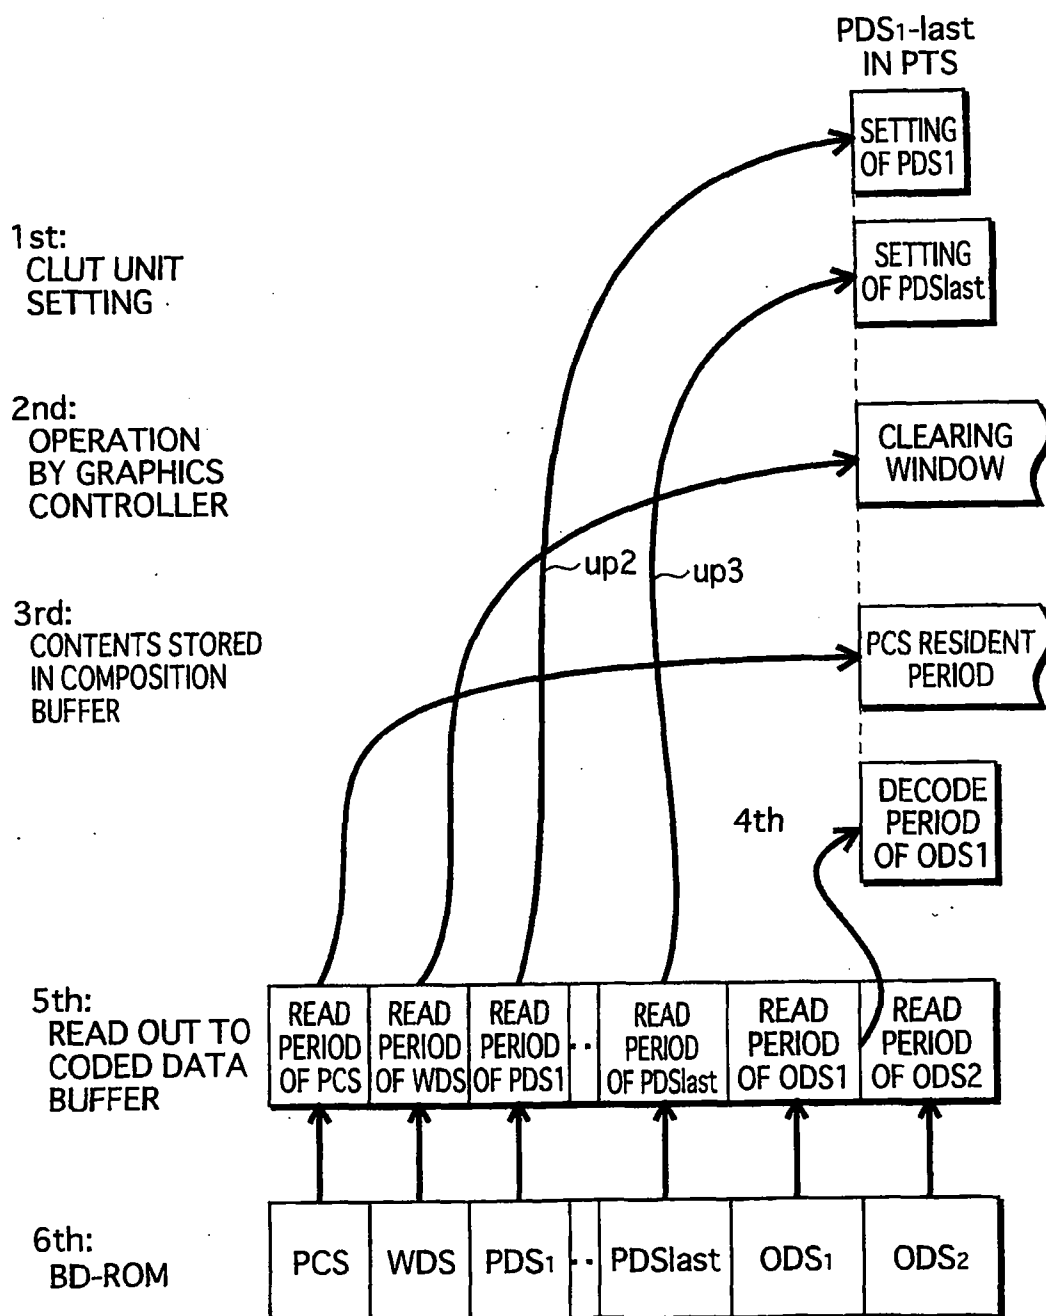 PDS1-last
IN PTS
SETTING
OF PDS1
1st:
CLUT UNIT
SETTING
SETTING
OF PDSlast
2nd:
OPERATION
BY GRAPHICS
CONTROLLER
CLEARING
WINDOW
up2
up3
3rd:
CONTENTS STORED
IN COMPOSITION
BUFFER
PCS RESIDENT
PERIOD
4th
DECODE
PERIOD
OF ODS1
5th:
READ OUT TO
CODED DATA
BUFFER
READ
PERIOD
OF PCS
READ
PERIOD
OF WDS
READ
PERIOD
OF PDS1
··
READ
PERIOD
OF PDSlast
READ
PERIOD
OF ODS1
READ
PERIOD
OF ODS2
6th:
BD-ROM
PCS
WDS
PDS1
··
PDSlast
ODS1
ODS2